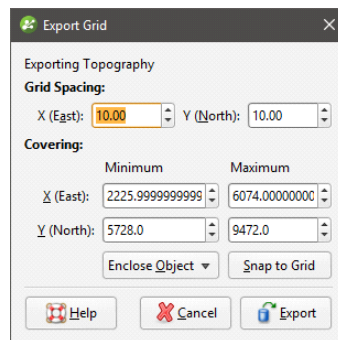 Export Grid
Exporting Topography
Grid Spacing:
X (East): 10.00 Y (North): 10.00
Covering:
Minimum Maximum
X (East): 2225.9999999999 6074.00000000
Y (North): 5728.0 9472.0
Enclose Object Snap to Grid
Help Cancel Export